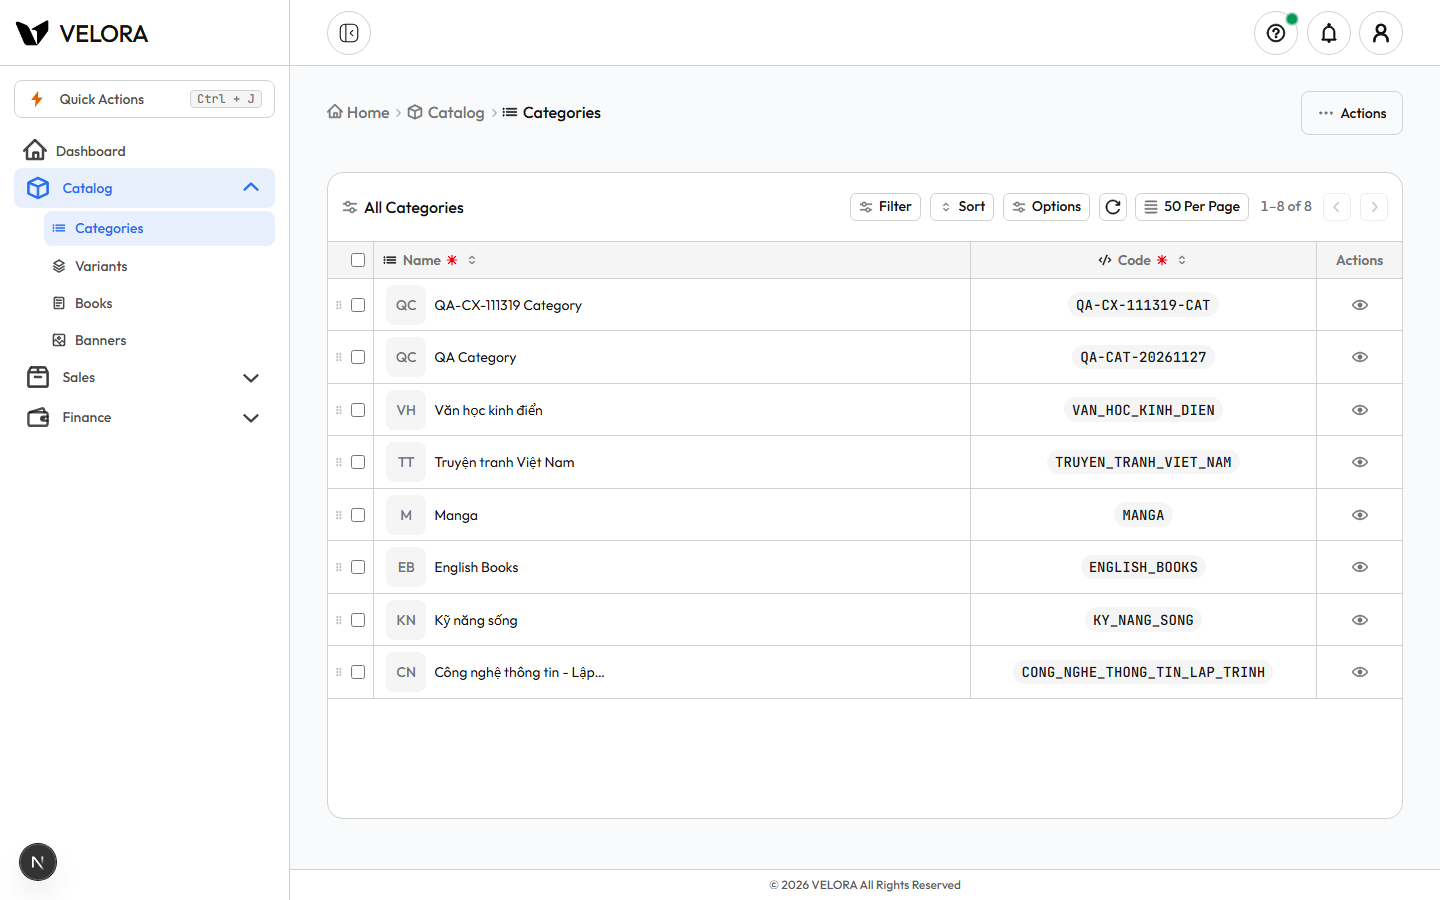 VELORA
Quick Actions Ctrl + J
Dashboard
Catalog
Categories
Variants
Books
Banners
Sales
Finance
N
Home Catalog Categories
Actions
All Categories Filter Sort Options 50 Per Page 1–8 of 8
Name Code Actions
QC QA-CX-111319 Category QA-CX-111319-CAT
QC QA Category QA-CAT-20261127
VH Văn học kinh điển VAN_HOC_KINH_DIEN
TT Truyện tranh Việt Nam TRUYEN_TRANH_VIET_NAM
M Manga MANGA
EB English Books ENGLISH_BOOKS
KN Kỹ năng sống KY_NANG_SONG
CN Công nghệ thông tin - Lập... CONG_NGHE_THONG_TIN_LAP_TRINH
© 2026 VELORA All Rights Reserved